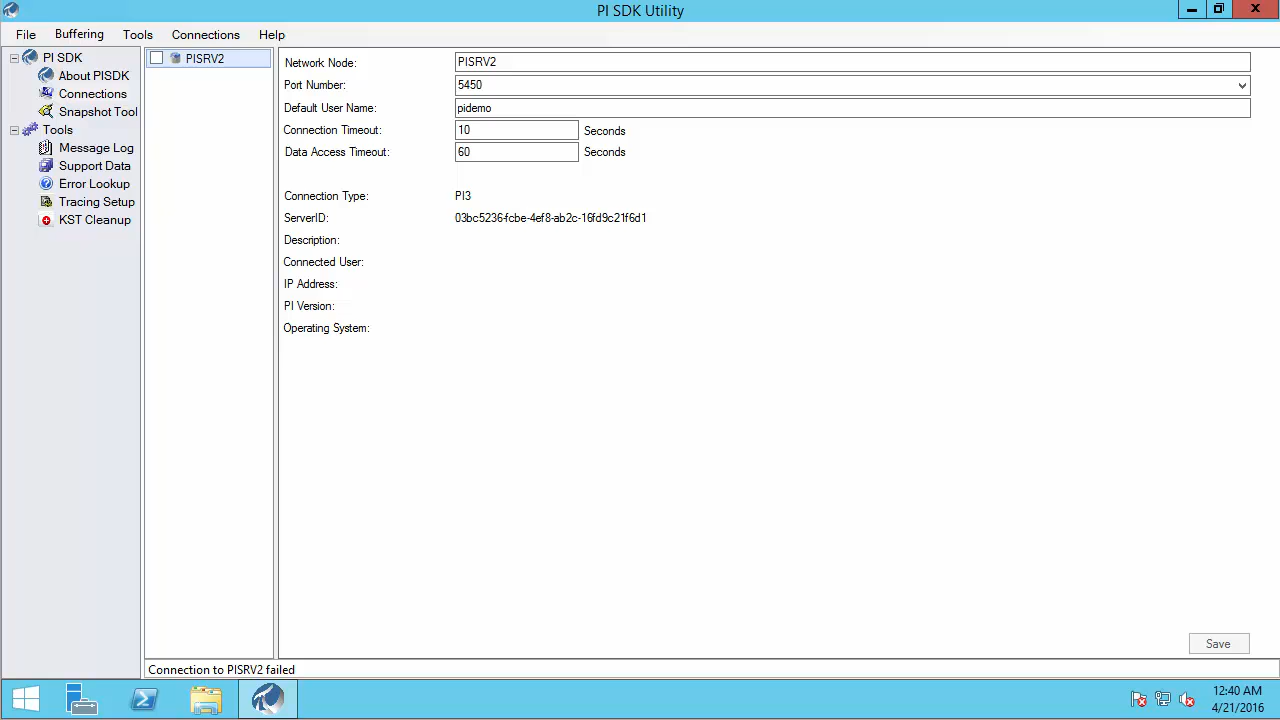 PI SDK Utility
File Buffering Tools Connections Help
PI SDK
About PISDK
Connections
Snapshot Tool
Tools
Message Log
Support Data
Error Lookup
Tracing Setup
KST Cleanup
PISRV2
Network Node: PISRV2
Port Number: 5450
Default User Name: pidemo
Connection Timeout: 10 Seconds
Data Access Timeout: 60 Seconds
Connection Type: PI3
ServerID: 03bc5236-fcbe-4ef8-ab2c-16fd9c21f6d1
Description:
Connected User:
IP Address:
PI Version:
Operating System:
Save
Connection to PISRV2 failed
12:40 AM
4/21/2016